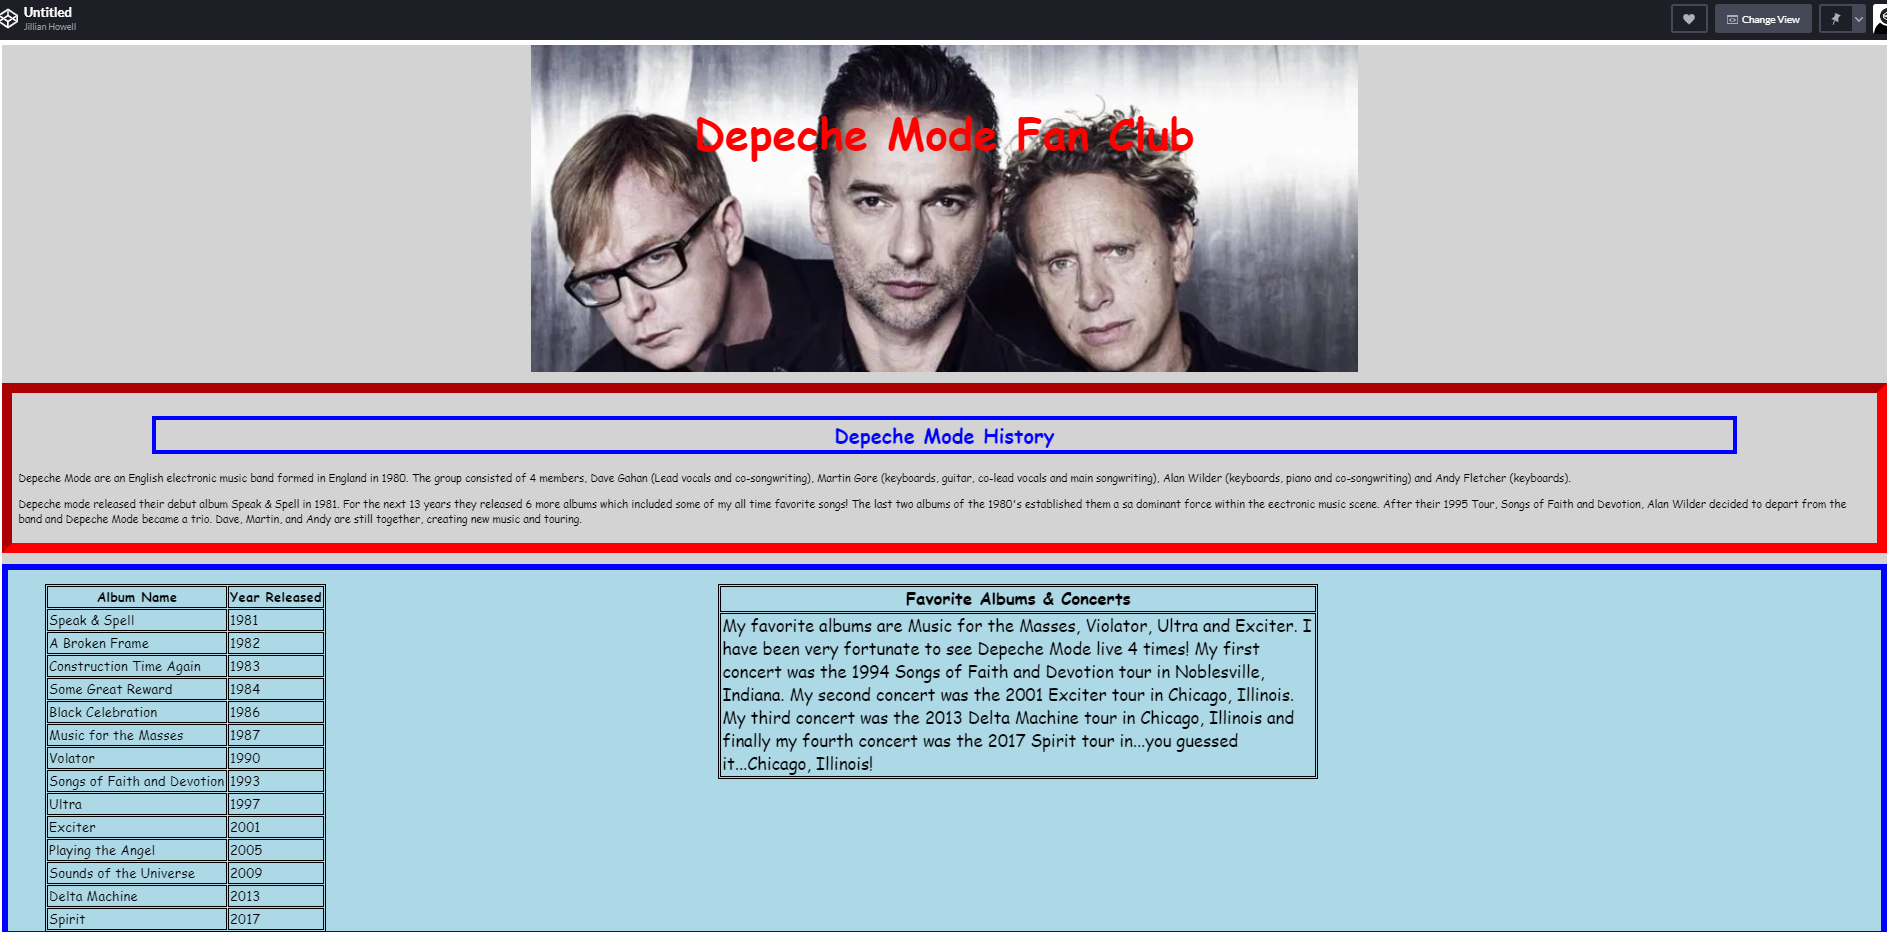 Untitled
Jillian Howell
Change View
Depeche Mode Fan Club
Depeche Mode History
Depeche Mode are an English electronic music band formed in England in 1980. The group consisted of 4 members, Dave Gahan (Lead vocals and co-songwriting), Martin Gore (keyboards, guitar, co-lead vocals and main songwriting), Alan Wilder (keyboards, piano and co-songwriting) and Andy Fletcher (keyboards).
Depeche mode released their debut album Speak & Spell in 1981. For the next 13 years they released 6 more albums which included some of my all time favorite songs! The last two albums of the 1980's established them a sa dominant force within the eectronic music scene. After their 1995 Tour, Songs of Faith and Devotion, Alan Wilder decided to depart from the
band and Depeche Mode became a trio. Dave, Martin, and Andy are still together, creating new music and touring.
Album Name Year Released
Speak & Spell 1981
A Broken Frame 1982
Construction Time Again 1983
Some Great Reward 1984
Black Celebration 1986
Music for the Masses 1987
Volator 1990
Songs of Faith and Devotion 1993
Ultra 1997
Exciter 2001
Playing the Angel 2005
Sounds of the Universe 2009
Delta Machine 2013
Spirit 2017
Favorite Albums & Concerts
My favorite albums are Music for the Masses, Violator, Ultra and Exciter. I
have been very fortunate to see Depeche Mode live 4 times! My first
concert was the 1994 Songs of Faith and Devotion tour in Noblesville,
Indiana. My second concert was the 2001 Exciter tour in Chicago, Illinois.
My third concert was the 2013 Delta Machine tour in Chicago, Illinois and
finally my fourth concert was the 2017 Spirit tour in...you guessed
it...Chicago, Illinois!